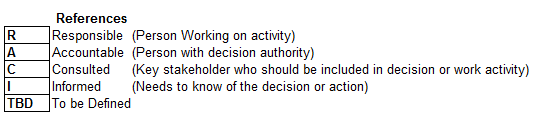 References
R Responsible (Person Working on activity)
A Accountable (Person with decision authority)
C Consulted (Key stakeholder who should be included in decision or work activity)
I Informed (Needs to know of the decision or action)
TBD To be Defined